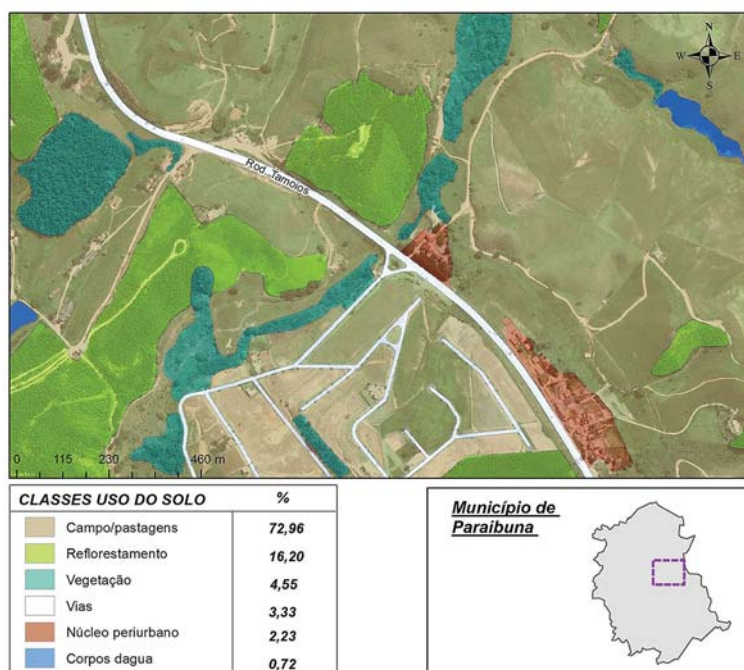 N
W E
S
Rod. Tamoios
0 115 230 460 m
CLASSES USO DO SOLO %
Campo/pastagens 72,96
Reflorestamento 16,20
Vegetação 4,55
Vias 3,33
Núcleo periurbano 2,23
Corpos dagua 0,72
Município de
Paraibuna